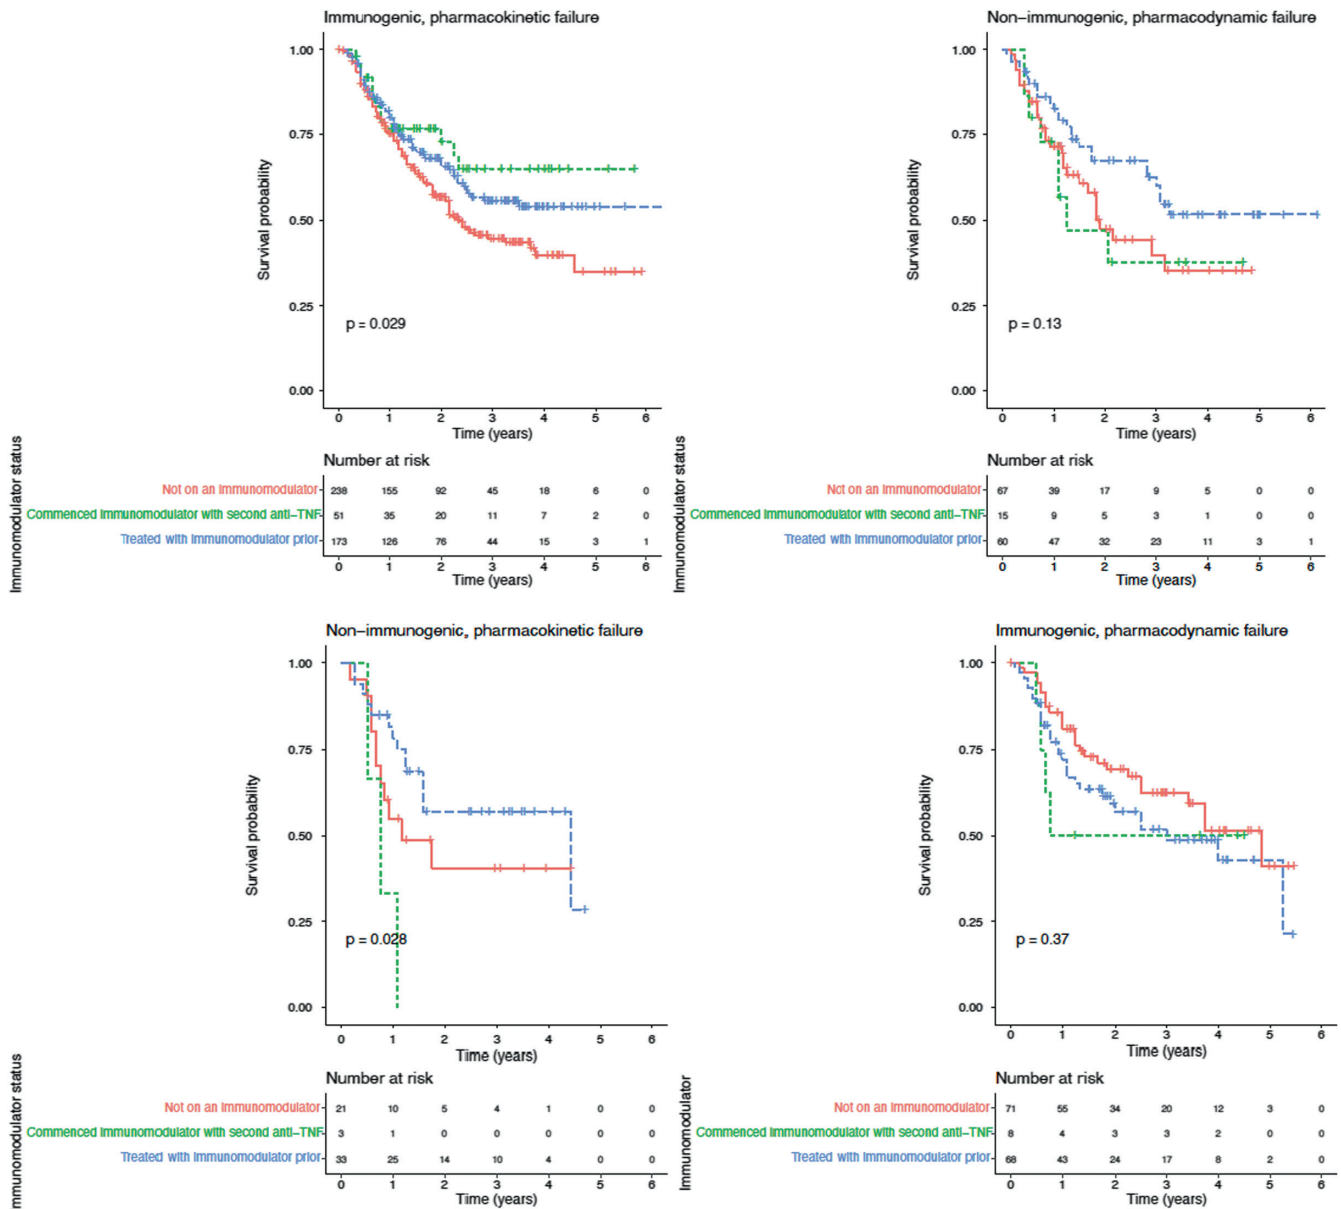 Immunogenic, pharmacokinetic failure
Survival probability
1.00
0.75
0.50
0.25
0.00
p = 0.029
0 1 2 3 4 5 6
Time (years)
Immunomodulator status
Number at risk
Not on an Immunomodulator 238 155 92 45 18 6 0
Commenced Immunomodulator with second anti-TNF 51 35 20 11 7 2 0
Treated with Immunomodulator prior 173 126 76 44 15 3 1
0 1 2 3 4 5 6
Time (years)
Non-immunogenic, pharmacodynamic failure
Survival probability
1.00
0.75
0.50
0.25
0.00
p = 0.13
0 1 2 3 4 5 6
Time (years)
Immunomodulator status
Number at risk
Not on an Immunomodulator 67 39 17 9 5 0 0
Commenced Immunomodulator with second anti-TNF 15 9 5 3 1 0 0
Treated with Immunomodulator prior 60 47 32 23 11 3 1
0 1 2 3 4 5 6
Time (years)
Non-immunogenic, pharmacokinetic failure
Survival probability
1.00
0.75
0.50
0.25
0.00
p = 0.028
0 1 2 3 4 5 6
Time (years)
mmunomodulator status
Number at risk
Not on an Immunomodulator 21 10 5 4 1 0 0
Commenced Immunomodulator with second anti-TNF 3 1 0 0 0 0 0
Treated with Immunomodulator prior 33 25 14 10 4 0 0
0 1 2 3 4 5 6
Time (years)
Immunogenic, pharmacodynamic failure
Survival probability
1.00
0.75
0.50
0.25
0.00
p = 0.37
0 1 2 3 4 5 6
Time (years)
Immunomodulator
Number at risk
Not on an Immunomodulator 71 55 34 20 12 3 0
Commenced Immunomodulator with second anti-TNF 8 4 3 3 2 0 0
Treated with Immunomodulator prior 68 43 24 17 8 2 0
0 1 2 3 4 5 6
Time (years)